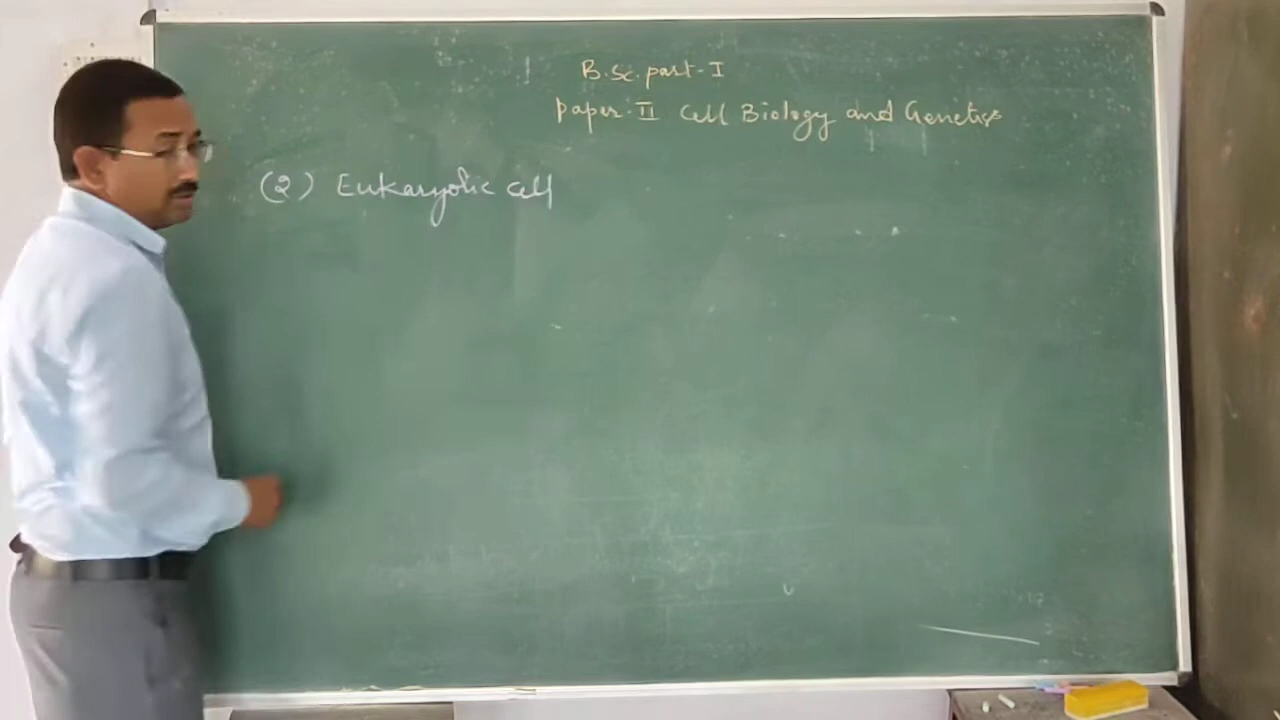 B.Sc. part-I
paper-II Cell Biology and Genetics
(2) Eukaryotic cell